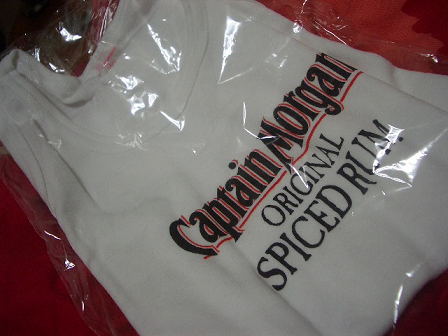 Captain Morgan
ORIGINAL
SPICED RUM